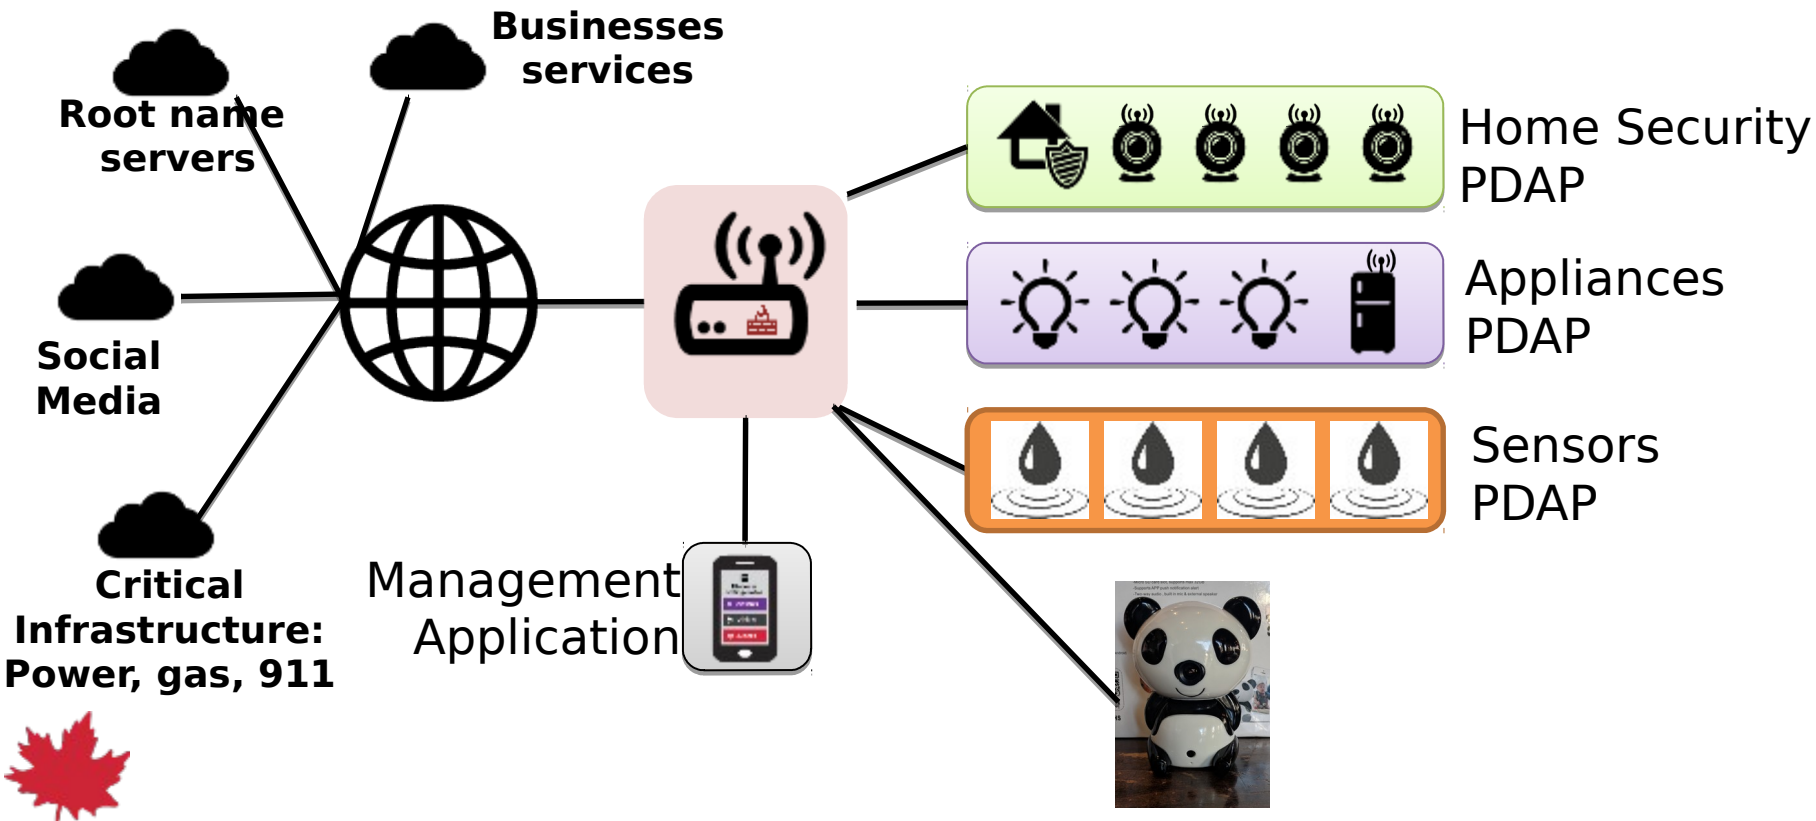 Businesses
services
Root name
servers
Home Security
PDAP
Appliances
PDAP
Social
Media
Sensors
PDAP
Management
Application
Critical
Infrastructure:
Power, gas, 911